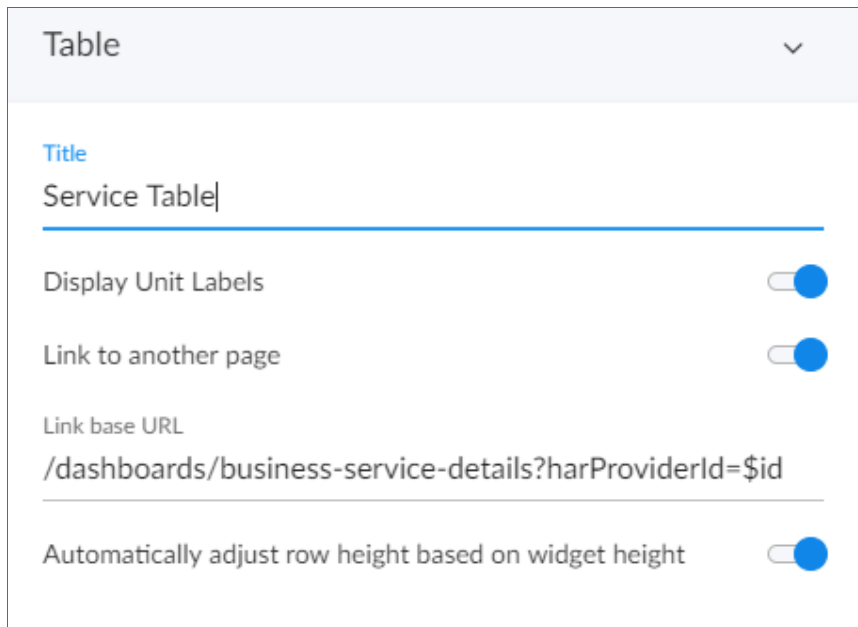 Table
Title
Service Table
Display Unit Labels
Link to another page
Link base URL
/dashboards/business-service-details?harProviderId=$id
Automatically adjust row height based on widget height